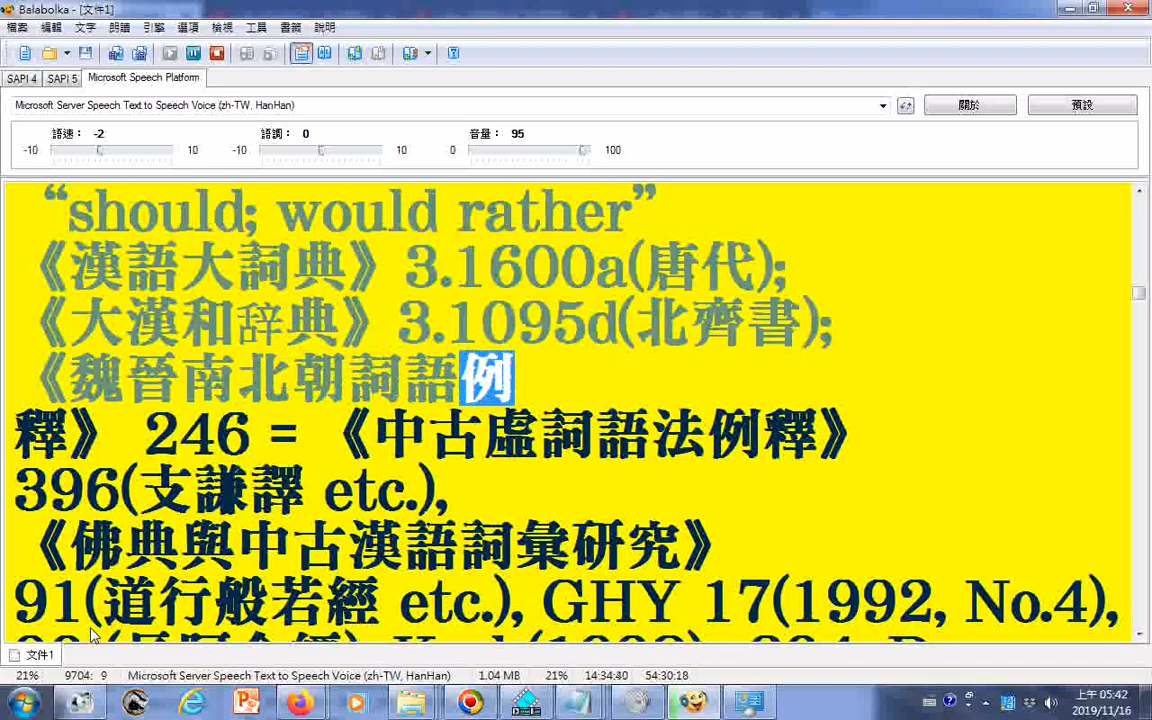 Balabolka - [文件1]
檔案 編輯 文字 朗讀 引擎 選項 檢視 工具 書籤 說明
SAPI 4 SAPI 5 Microsoft Speech Platform
Microsoft Server Speech Text to Speech Voice (zh-TW, HanHan) 關於 預設
語速： -2 語調： 0 音量： 95
-10 10 -10 10 0 100
“should; would rather”
《漢語大詞典》 3.1600a(唐代);
《大漢和辞典》 3.1095d(北齊書);
《魏晉南北朝詞語例
釋》 246 = 《中古虛詞語法例釋》
396(支謙譯 etc.),
《佛典與中古漢語詞彙研究》
91(道行般若經 etc.), GHY 17(1992, No.4),
文件1
21% 9704: 9 Microsoft Server Speech Text to Speech Voice (zh-TW, HanHan) 1.04 MB 21% 14:34:40 54:30:18
上午 05:42
2019/11/16